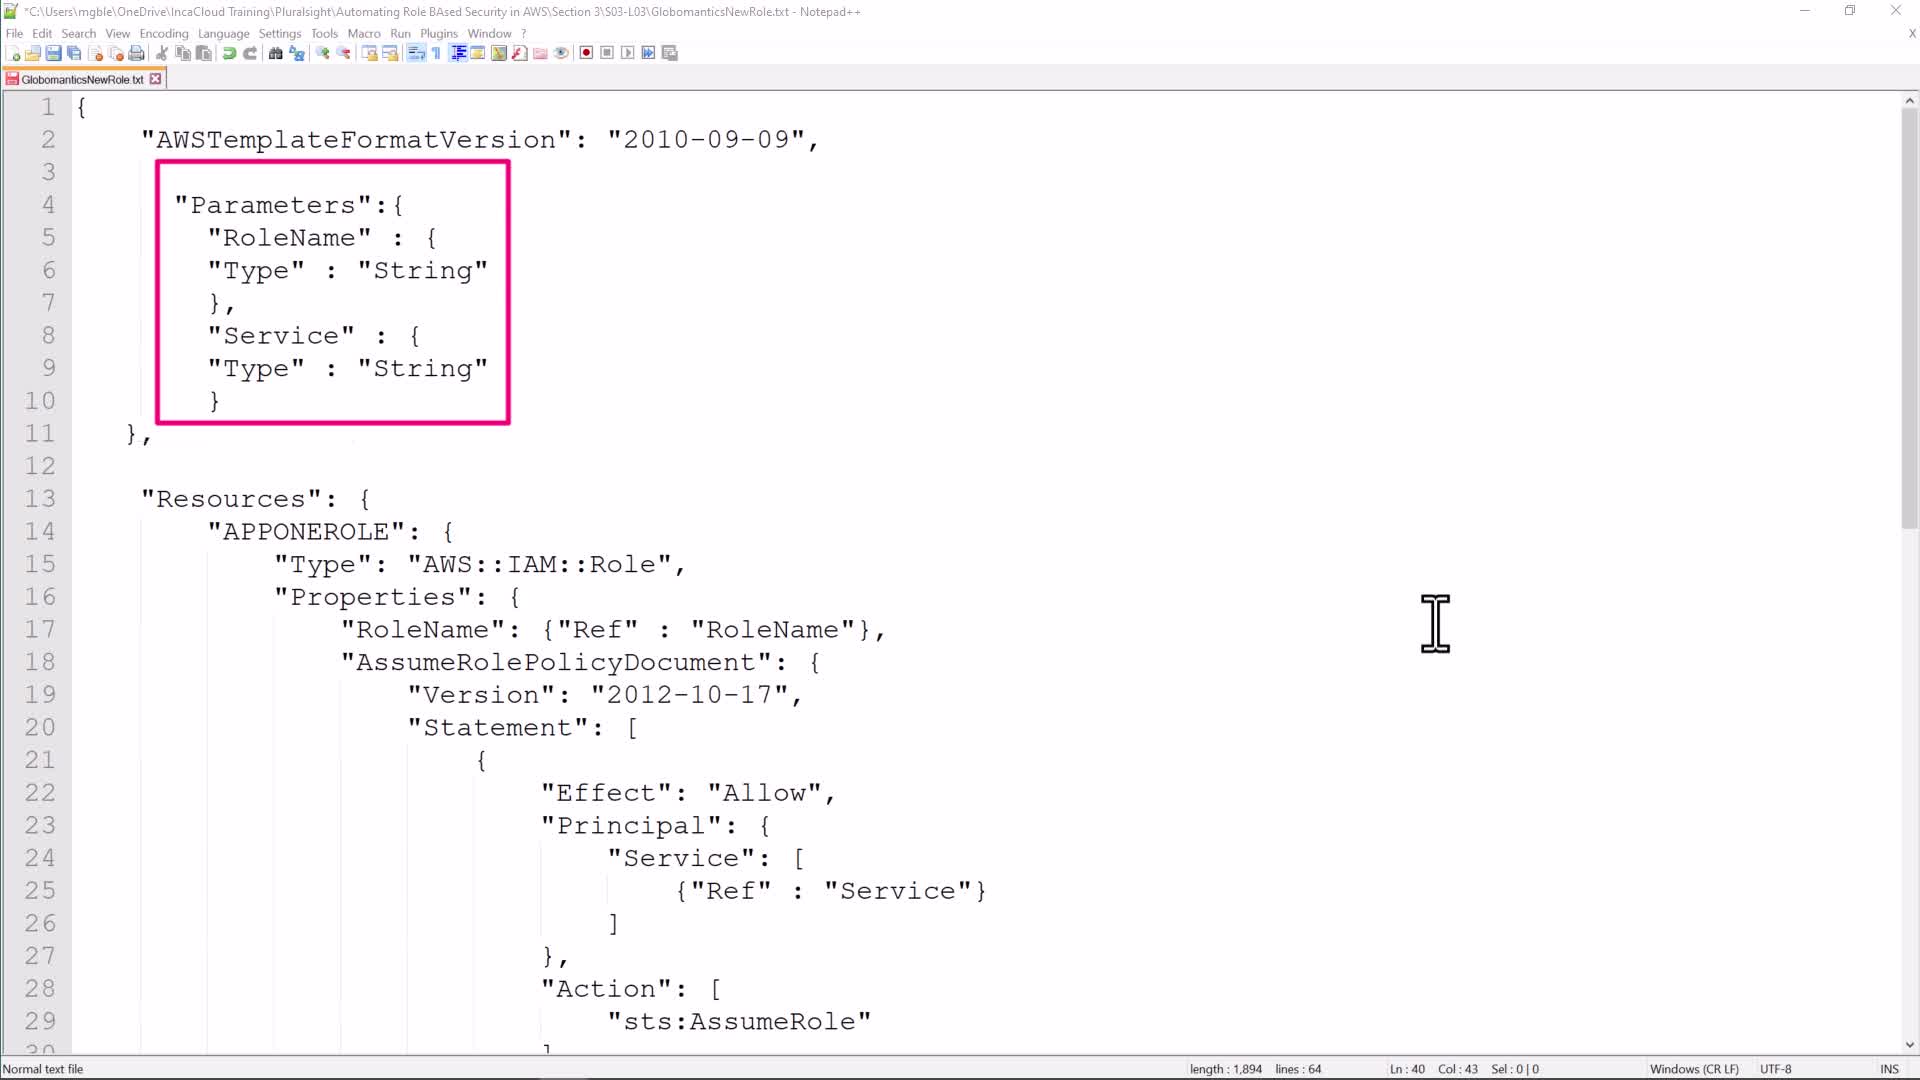 *C:\Users\mgble\OneDrive\IncaCloud Training\Pluralsight\Automating Role BAsed Security in AWS\Section 3\S03-L03\GlobomanticsNewRole.txt - Notepad++
File Edit Search View Encoding Language Settings Tools Macro Run Plugins Window ? X
GlobomanticsNewRole.txt
1 {
2 "AWSTemplateFormatVersion": "2010-09-09",
3
4 "Parameters":{
5 "RoleName" : {
6 "Type" : "String"
7 },
8 "Service" : {
9 "Type" : "String"
10 }
11 },
12
13 "Resources": {
14 "APPONEROLE": {
15 "Type": "AWS::IAM::Role",
16 "Properties": {
17 "RoleName": {"Ref" : "RoleName"},
18 "AssumeRolePolicyDocument": {
19 "Version": "2012-10-17",
20 "Statement": [
21 {
22 "Effect": "Allow",
23 "Principal": {
24 "Service": [
25 {"Ref" : "Service"}
26 ]
27 },
28 "Action": [
29 "sts:AssumeRole"
30 ]
Normal text file length : 1,894 lines : 64 Ln : 40 Col : 43 Sel : 0 | 0 Windows (CR LF) UTF-8 INS